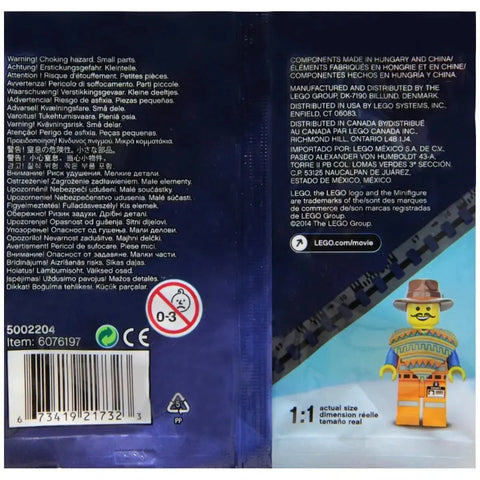 Warning! Choking hazard. Small parts.
Achtung! Erstickungsgefahr. Kleinteile.
Attention ! Risque d'étouffement. Petites pièces.
Avvertenza! Pericolo di soffocamento. Parti piccole.
Waarschuwing! Verstikkingsgevaar. Kleine deeltjes.
¡Advertencia! Riesgo de asfixia. Piezas pequeñas.
Advarsel! Kvælningsfare. Små dele.
Varoitus! Tukehtumisvaara. Pieniä osia.
Varning! Kvävningsrisk. Små delar.
Atenção! Perigo de asfixia. Peças pequenas.
Προειδοποίηση! Κίνδυνος πνιγμού. Μικρά κομματάκια.
警告!窒息の危険性。小さな部品。
警告!小心窒息。当心小物件。
Внимание! Риск удушения. Мелкие детали.
Ostrzeżenie! Zagrożenie zadławieniem. Małe elementy.
Upozornění! Nebezpečí udušení. Malé součástky.
Upozornenie! Nebezpečenstvo udusenia. Malé súčasti.
Figyelmeztetés! Fulladásveszély! Kis elemek.
Обережно! Ризик задухи. Дрібні деталі.
Upozorenje! Opasnost od gušenja. Sitni dijelovi.
Opozorilo! Nevarnost zadušitve. Majhni delčki.
Avertisment! Pericol de sufocare. Piese mici.
Внимание! Опасност от задавяне. Малки части.
Brīdinājums! Aizrīšanās risks. Sīkas daļas.
Hoiatus! Lämbumisoht. Väiksed osad.
Įspėjimas! Uždusimo pavojus! Mažos detalės.
Dikkat! Boğulma tehlikesi. Küçük parçalar.
0-3
5002204
Item: 6076197
CE
6 73419 21732 3
5
PP
COMPONENTS MADE IN HUNGARY AND CHINA/
ÉLÉMENTS FABRIQUÉS EN HONGRIE ET EN CHINE/
COMPONENTES HECHOS EN HUNGRÍA Y CHINA.
MANUFACTURED AND DISTRIBUTED BY THE
LEGO GROUP, DK-7190 BILLUND, DENMARK
DISTRIBUTED IN USA BY LEGO SYSTEMS, INC.,
ENFIELD, CT 06083.
DISTRIBUTED IN CANADA BY/DISTRIBUÉ
AU CANADA PAR LEGO CANADA INC.,
RICHMOND HILL, ONTARIO L4B 1J4.
IMPORTADO POR: LEGO MÉXICO S.A. DE C.V.,
PASEO ALEXANDER VON HUMBOLDT 43-A,
TORRE II PB COL. LOMAS VERDES 3ª SECCIÓN.
C.P. 53125 NAUCALPAN DE JUÁREZ,
ESTADO DE MÉXICO, MÉXICO
LEGO, the LEGO logo and the Minifigure
are trademarks of the/sont des marques
de commerce de/son marcas registradas
de LEGO Group.
©2014 The LEGO Group.
LEGO.com/movie
1:1 actual size
dimension réelle
tamaño real